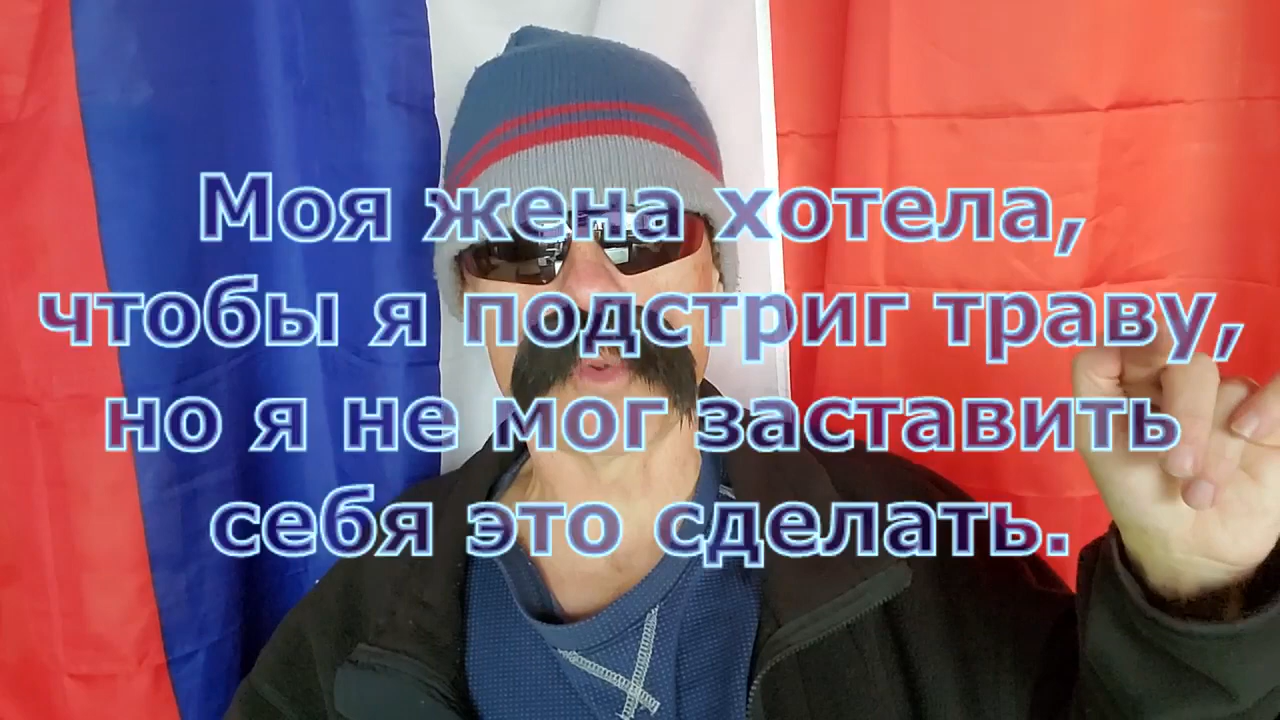 Моя жена хотела,
чтобы я подстриг траву,
но я не мог заставить
себя это сделать.